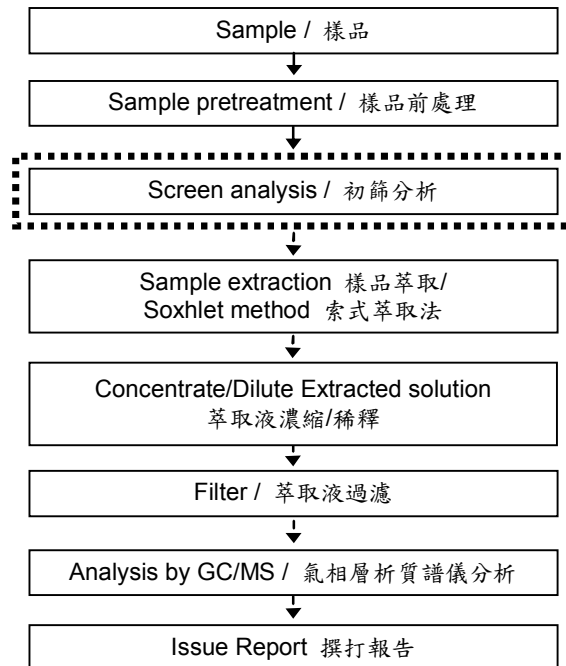 Sample / 樣品
Sample pretreatment / 樣品前處理
Screen analysis / 初篩分析
Sample extraction 樣品萃取/
Soxhlet method 索式萃取法
Concentrate/Dilute Extracted solution
萃取液濃縮/稀釋
Filter / 萃取液過濾
Analysis by GC/MS / 氣相層析質譜儀分析
Issue Report 撰打報告